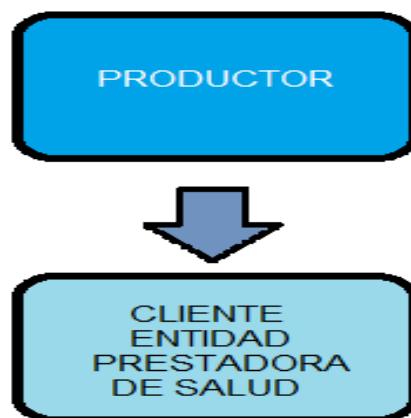 PRODUCTOR
CLIENTE
ENTIDAD
PRESTADORA
DE SALUD